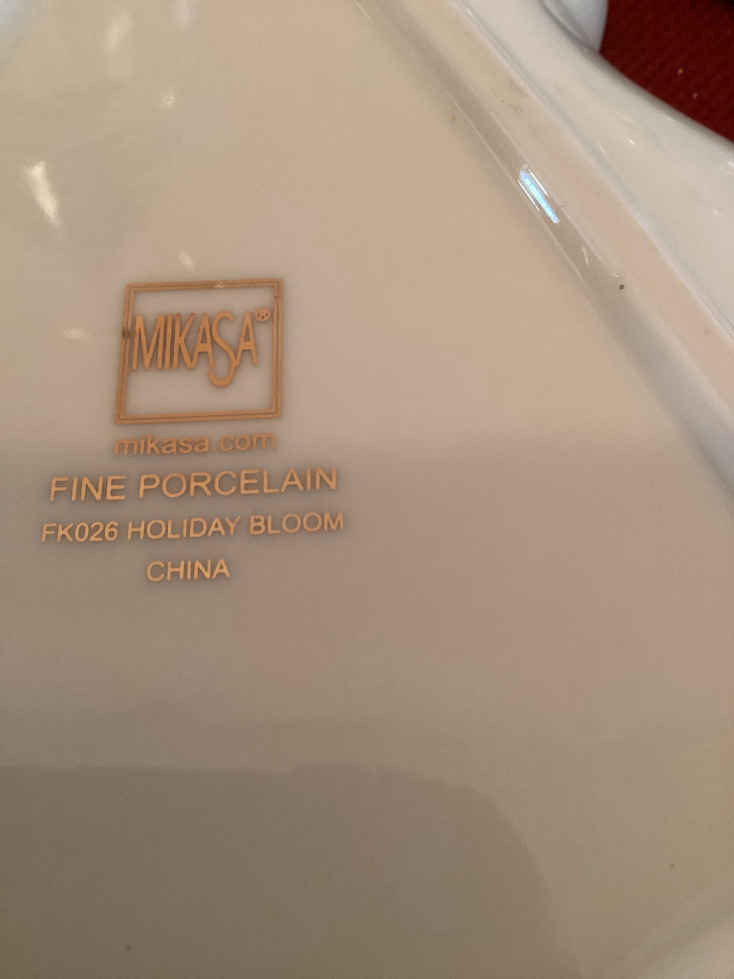 MIKASA®
mikasa.com
FINE PORCELAIN
FK026 HOLIDAY BLOOM
CHINA